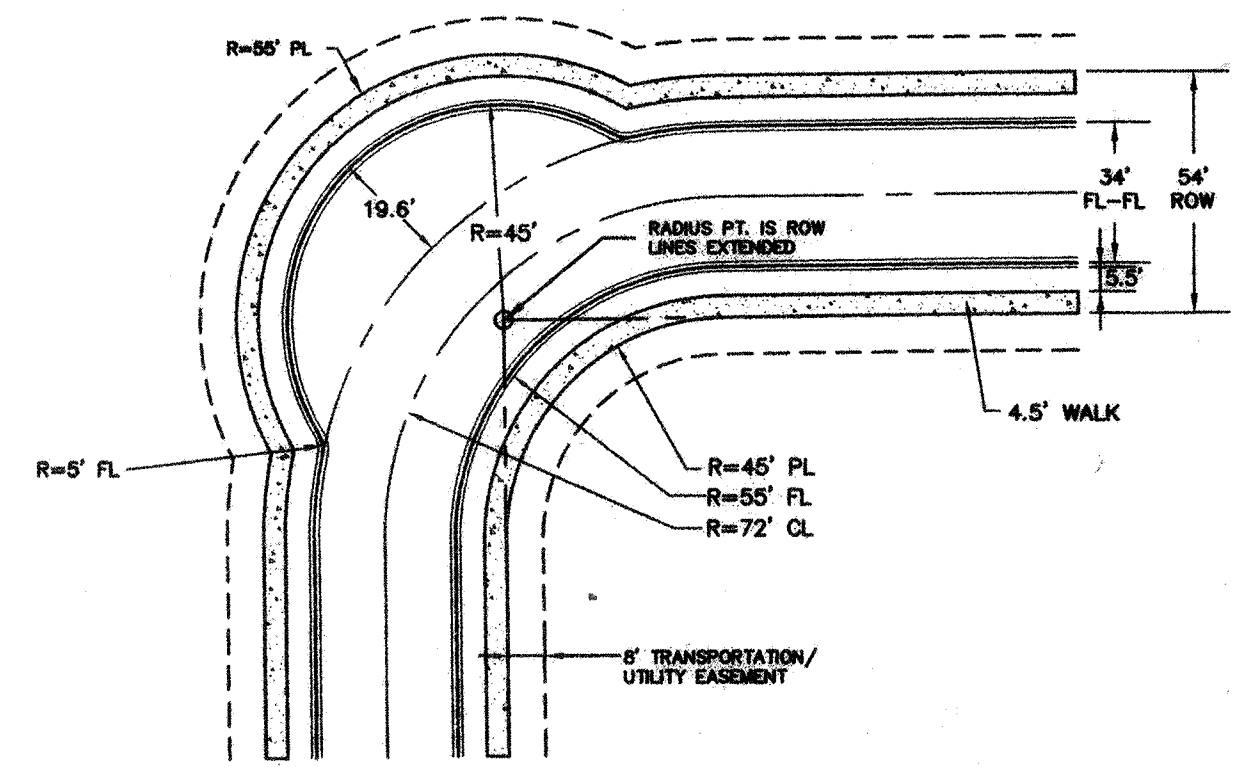 R=55' PL
19.6'
R=45'
RADIUS PT. IS ROW
LINES EXTENDED
34'
FL-FL
54'
ROW
5.5'
4.5' WALK
R=5' FL
R=45' PL
R=55' FL
R=72' CL
8' TRANSPORTATION/
UTILITY EASEMENT